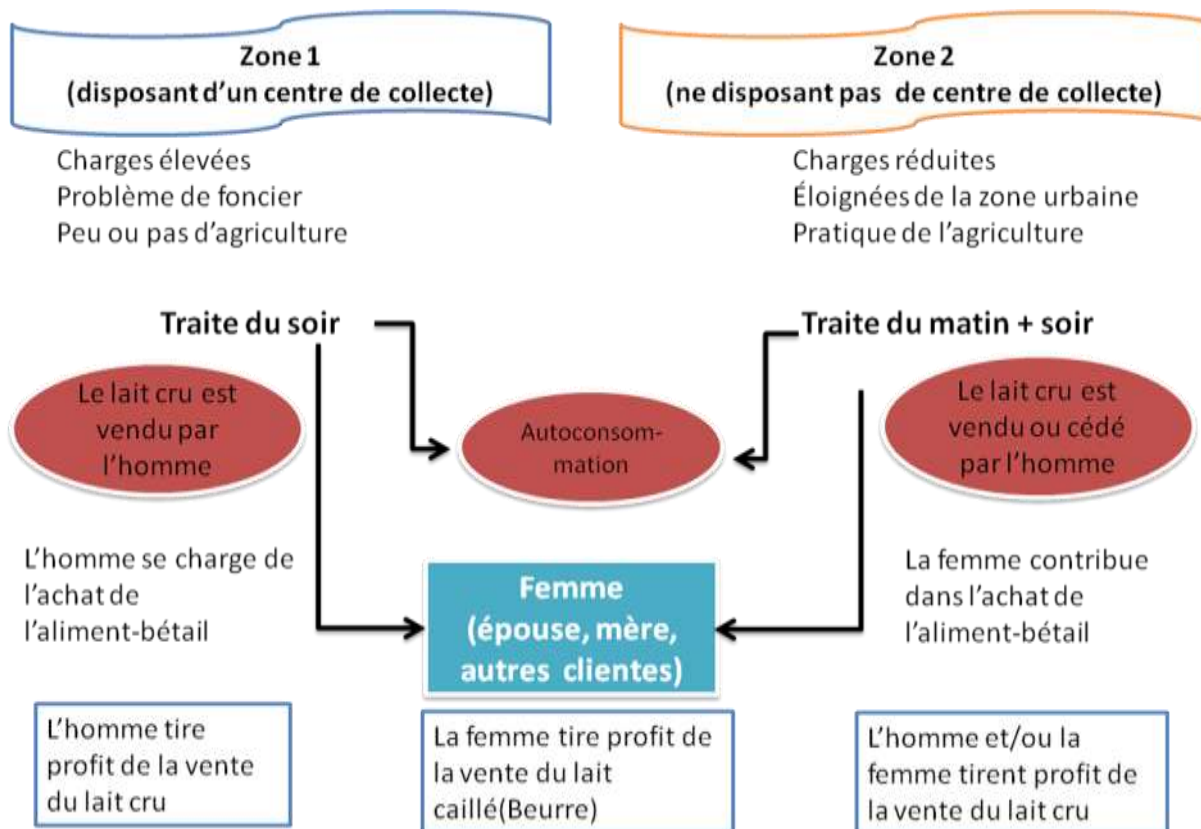 Zone 1
(disposant d'un centre de collecte)
Zone 2
(ne disposant pas de centre de collecte)
Charges élevées
Problème de foncier
Peu ou pas d'agriculture
Charges réduites
Éloignées de la zone urbaine
Pratique de l'agriculture
Traite du soir
Traite du matin + soir
Le lait cru est
vendu par
l'homme
Autoconsom-
mation
Le lait cru est
vendu ou cédé
par l'homme
L'homme se charge de
l'achat de
l'aliment-bétail
Femme
(épouse, mère,
autres clientes)
La femme contribue
dans l'achat de
l'aliment-bétail
L'homme tire
profit de la vente
du lait cru
La femme tire profit de
la vente du lait
caillé(Beurre)
L'homme et/ou la
femme tirent profit de
la vente du lait cru